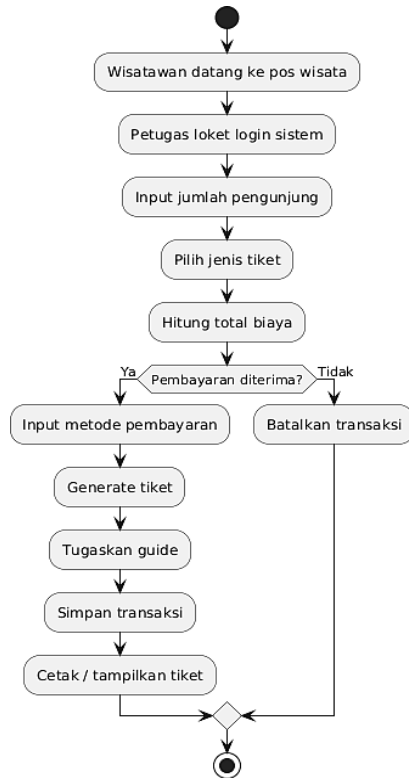 Wisatawan datang ke pos wisata
Petugas loket login sistem
Input jumlah pengunjung
Pilih jenis tiket
Hitung total biaya
Ya
Pembayaran diterima?
Tidak
Input metode pembayaran
Batalkan transaksi
Generate tiket
Tugaskan guide
Simpan transaksi
Cetak / tampilkan tiket